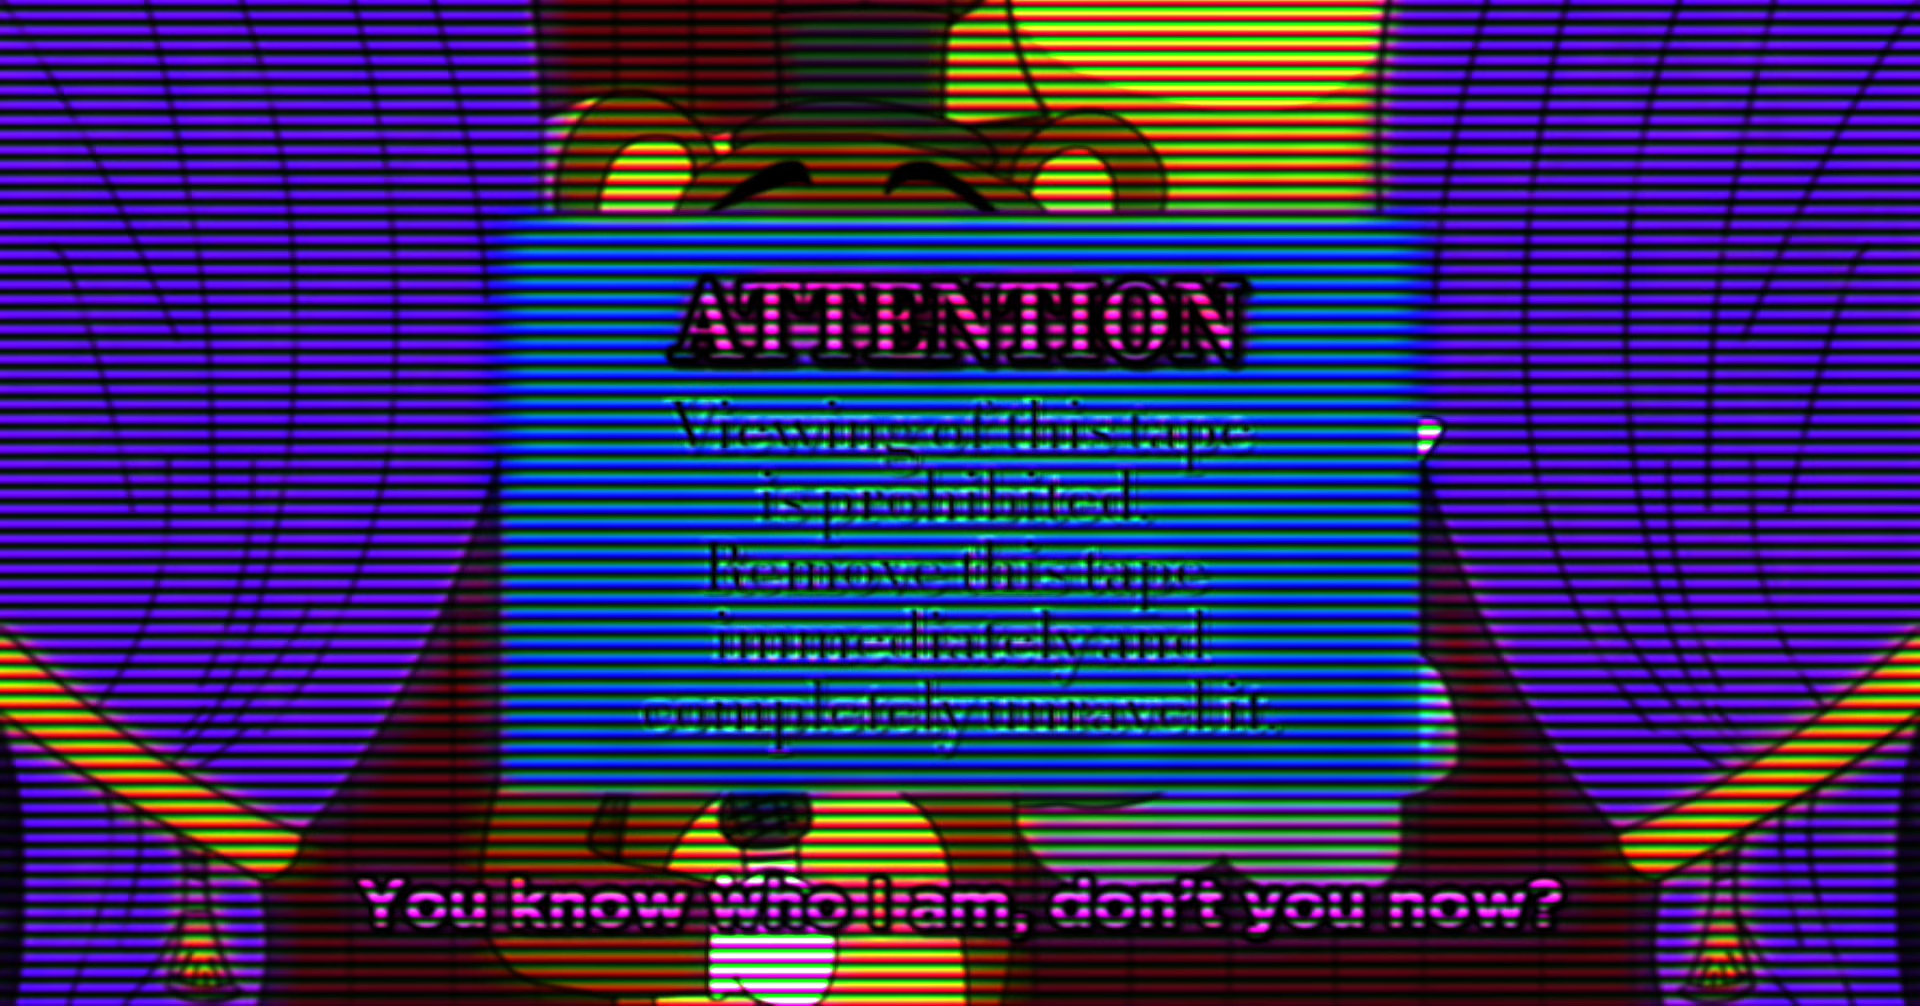 ATTENTION
Viewing of this tape
is prohibited.
Remove this tape
immediately and
completely unravel it.
You know who I am, don't you now?